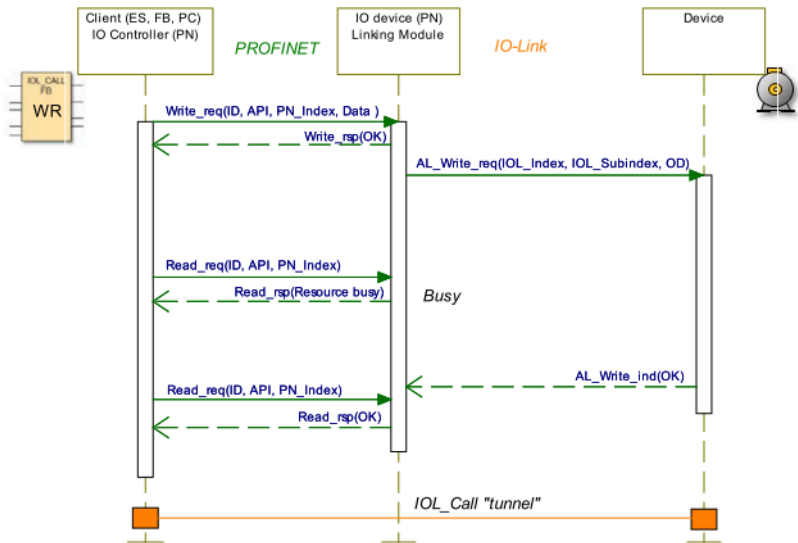 Client (ES, FB, PC)
IO Controller (PN)
PROFINET
IO device (PN)
Linking Module
IO-Link
Device
IOL_CALL
FB
WR
C
Write_req(ID, API, PN_Index, Data )
Write_rsp(OK)
AL_Write_req(IOL_Index, IOL_Subindex, OD)
Read_req(ID, API, PN_Index)
Read_rsp(Resource busy)
Busy
AL_Write_ind(OK)
Read_req(ID, API, PN_Index)
Read_rsp(OK)
IOL_Call "tunnel"